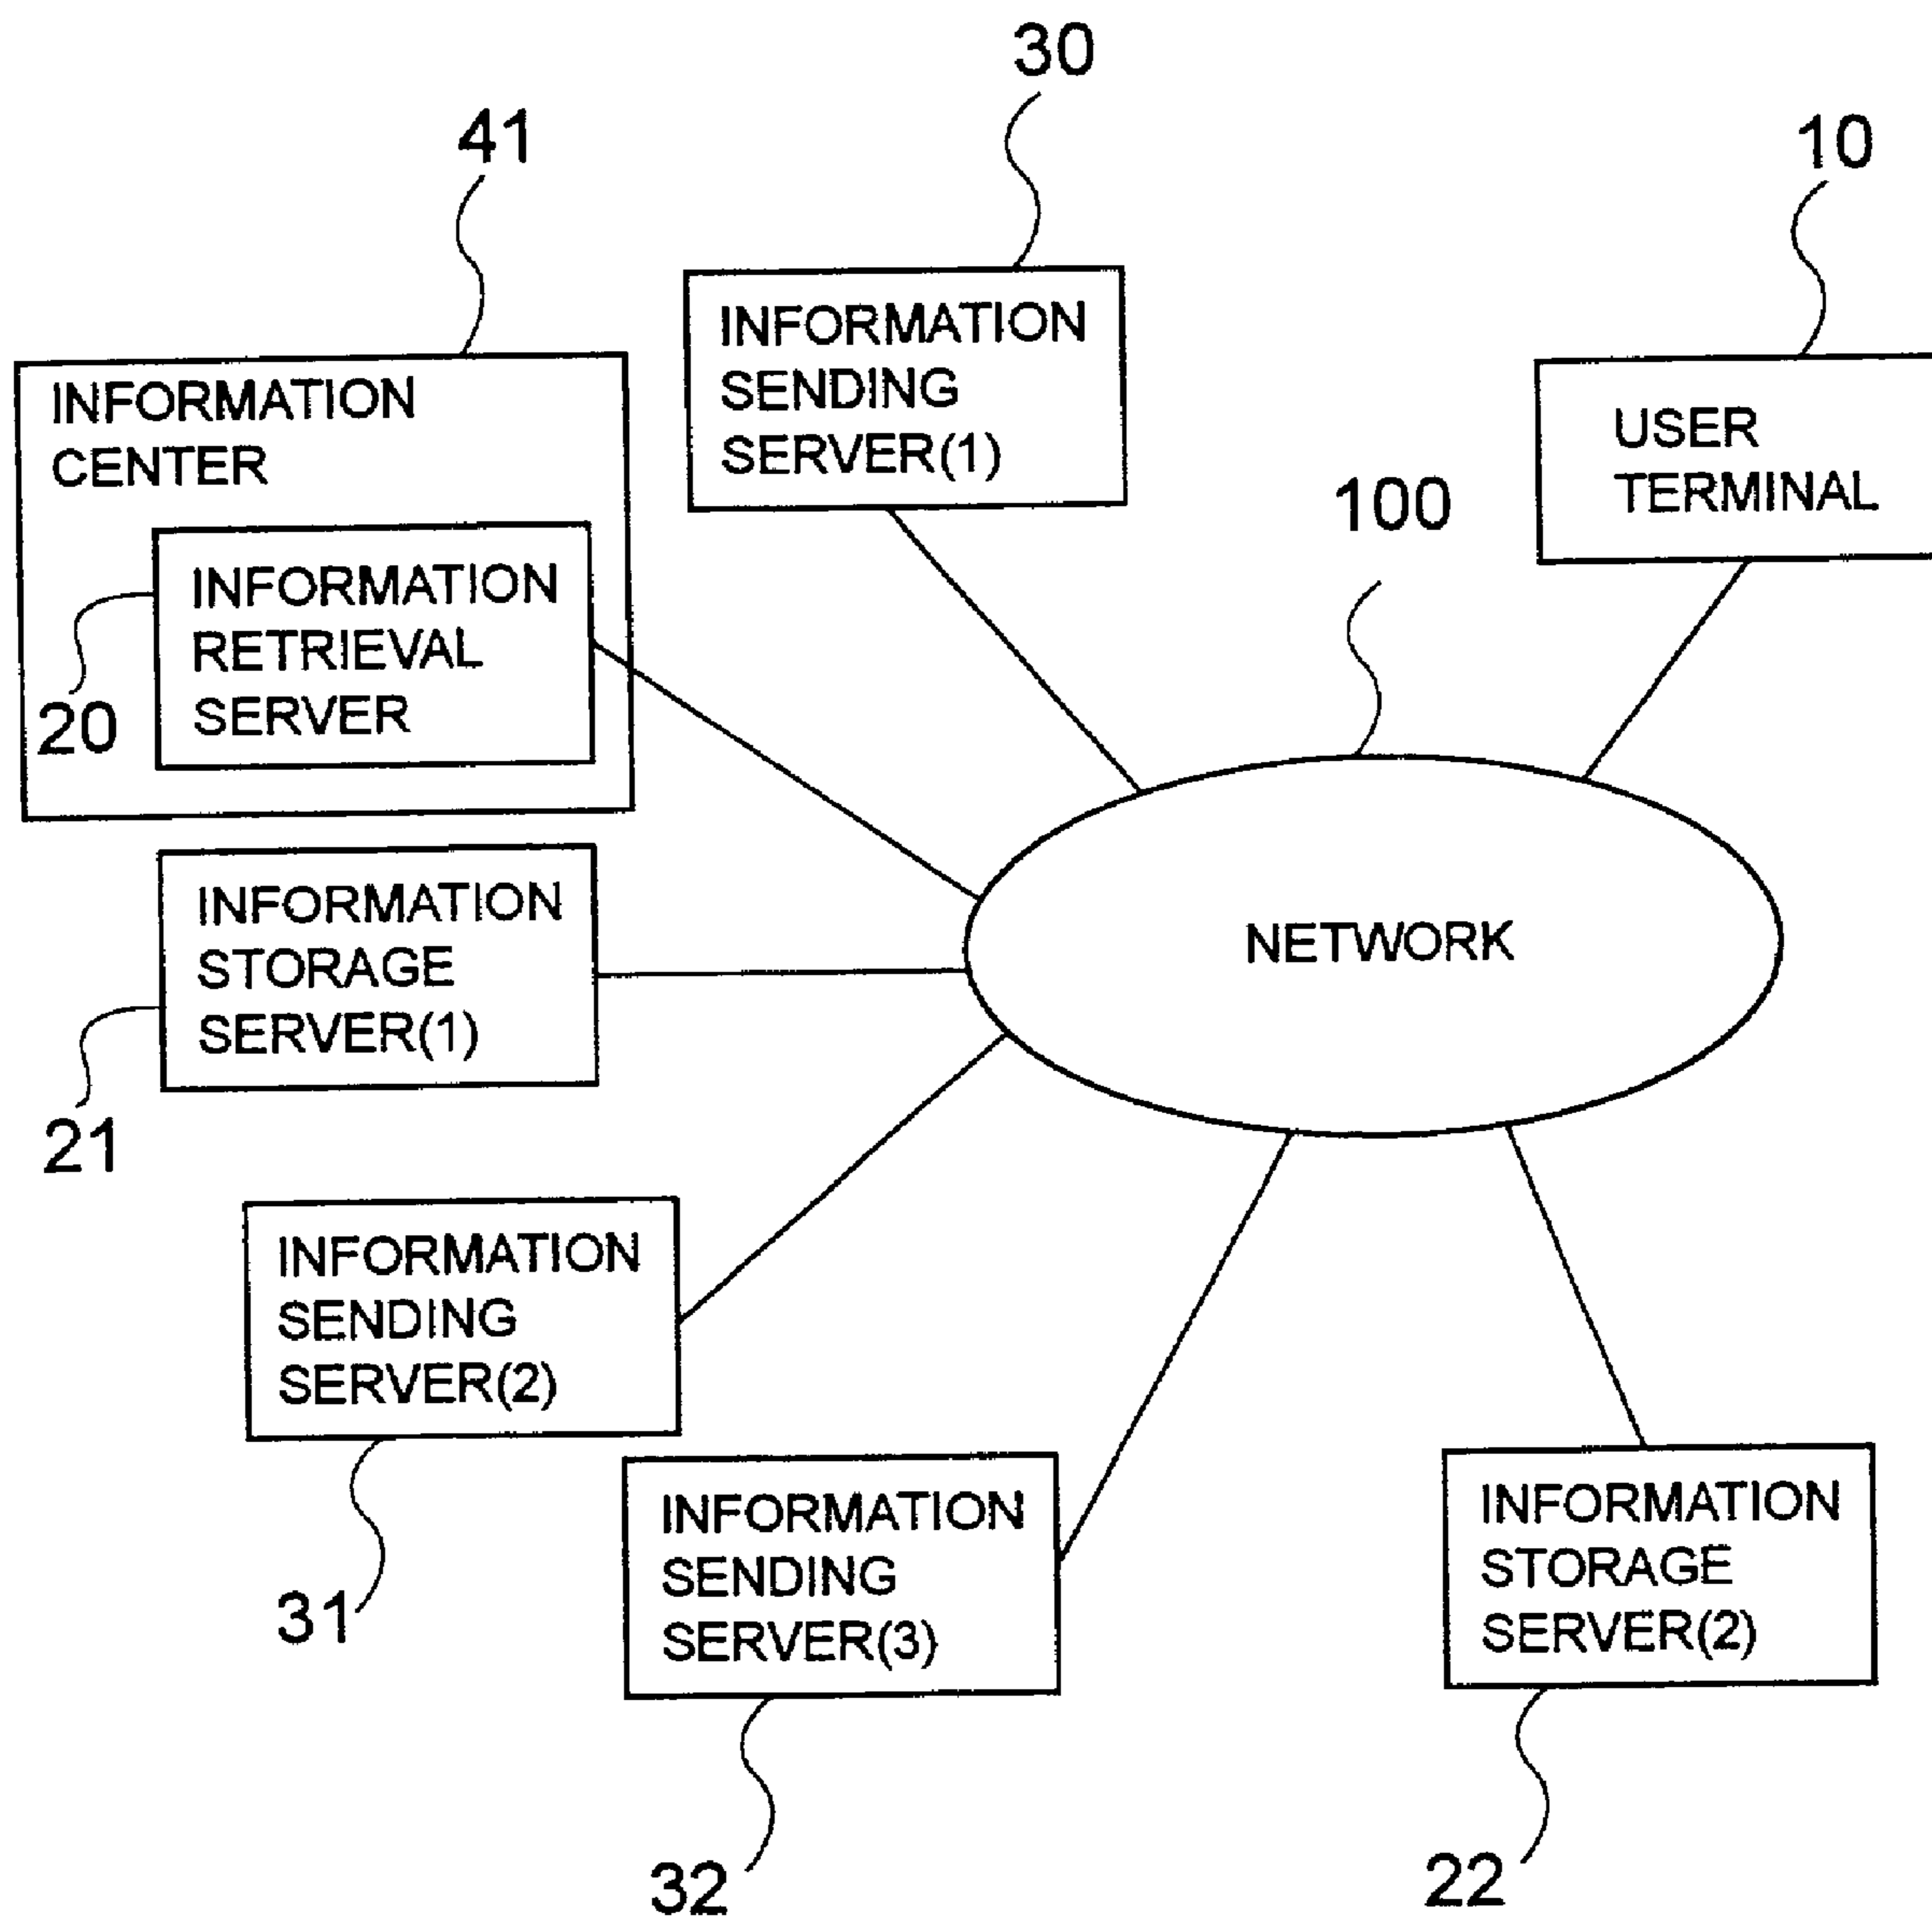 30
41
10
INFORMATION
SENDING
SERVER(1)
INFORMATION
CENTER
USER
TERMINAL
100
INFORMATION
RETRIEVAL
SERVER
20
INFORMATION
STORAGE
SERVER(1)
NETWORK
21
INFORMATION
SENDING
SERVER(2)
31
INFORMATION
SENDING
SERVER(3)
INFORMATION
STORAGE
SERVER(2)
32
22